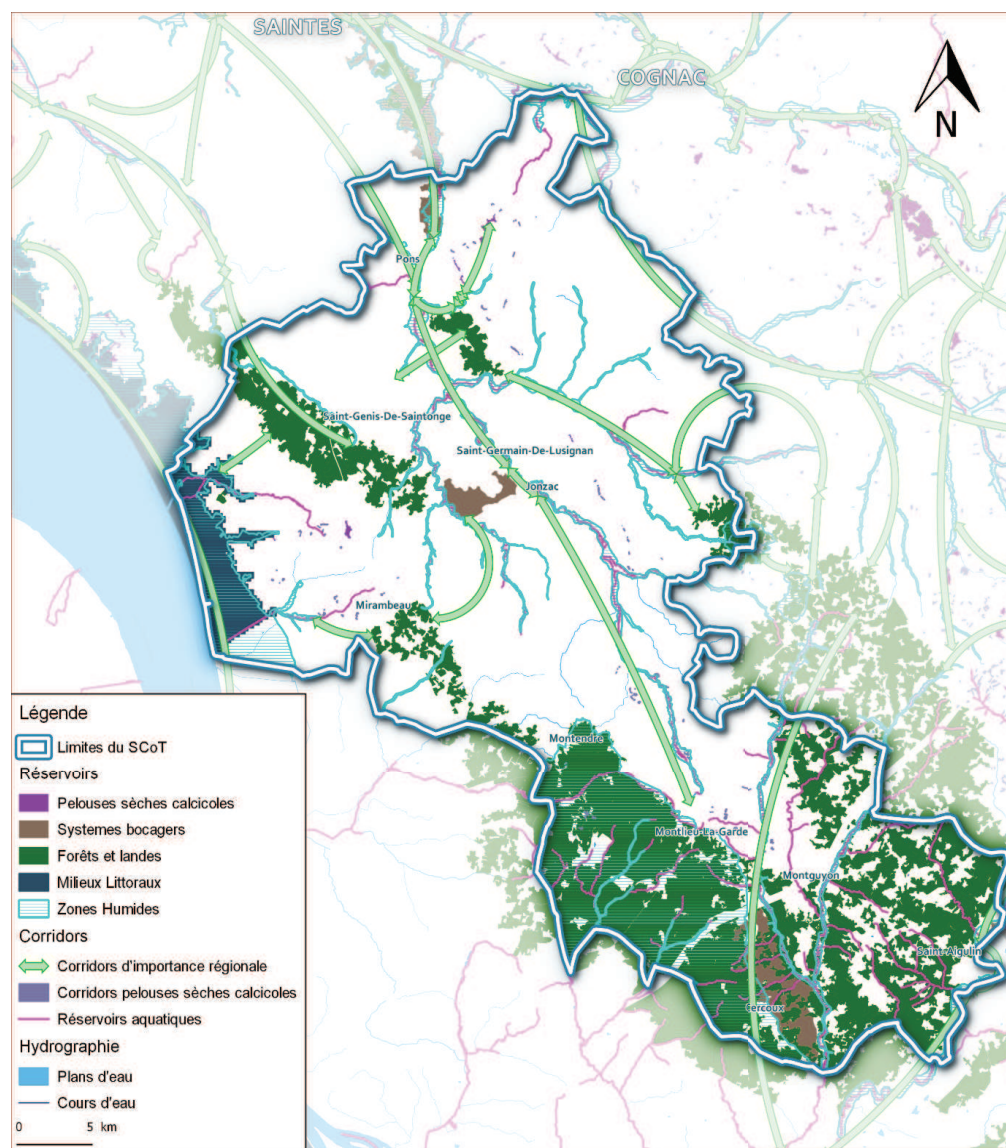 SAINTES
COGNAC
N
Pons
Saint-Genis-De-Saintonge
Saint-Germain-De-Lusignan
Jonzac
Mirambeau
Montendre
Montlieu-La-Garde
Montguyon
Saint-Aigulin
Cercoux
Légende
Limites du SCoT
Réservoirs
Pelouses sèches calcicoles
Systemes bocagers
Forêts et landes
Milieux Littoraux
Zones Humides
Corridors
Corridors d'importance régionale
Corridors pelouses sèches calcicoles
Réservoirs aquatiques
Hydrographie
Plans d'eau
Cours d'eau
0 5 km